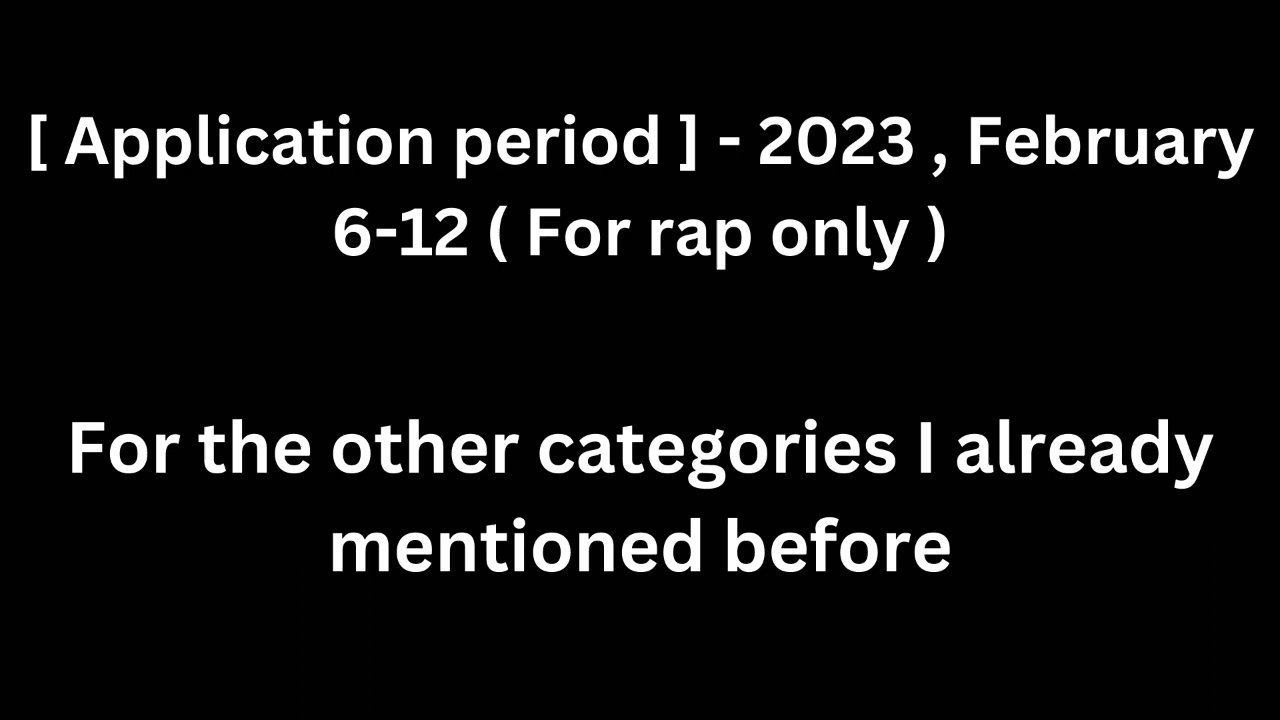 [ Application period ] - 2023 , February
6-12 ( For rap only )
For the other categories I already
mentioned before